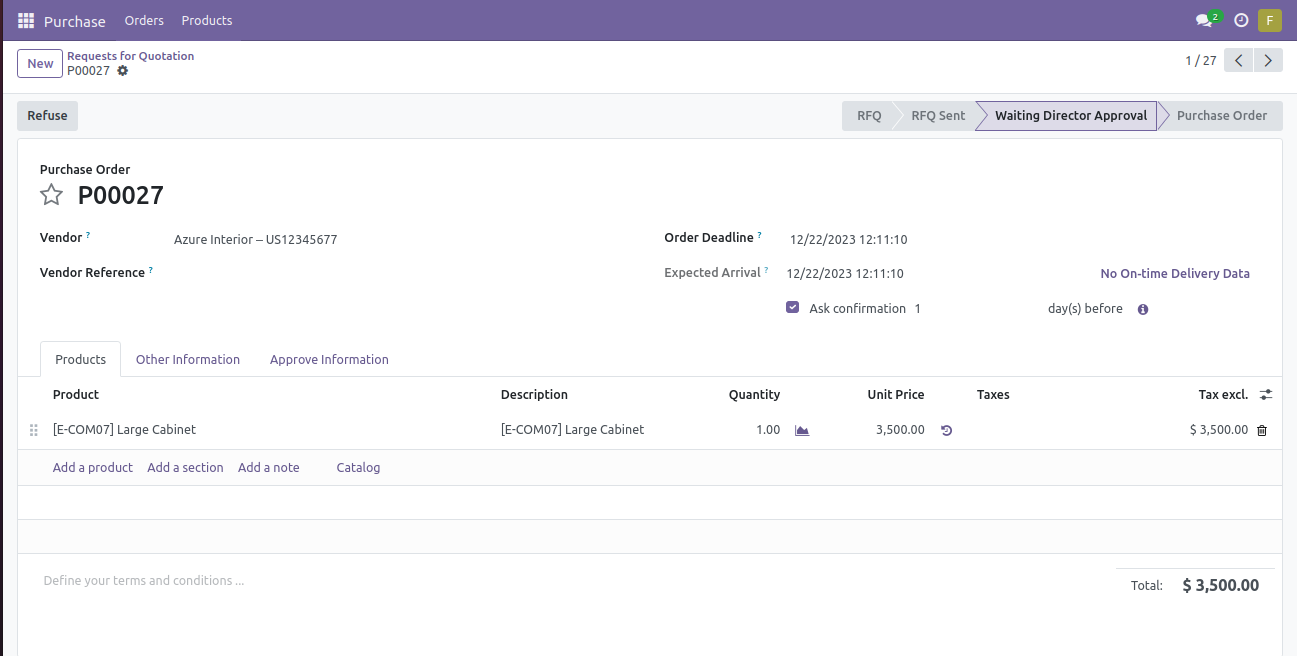 Purchase Orders Products 2 F
New Requests for Quotation
P00027
1 / 27
Refuse RFQ RFQ Sent Waiting Director Approval Purchase Order
Purchase Order
P00027
Vendor ? Azure Interior – US12345677 Order Deadline ? 12/22/2023 12:11:10
Vendor Reference ? Expected Arrival ? 12/22/2023 12:11:10 No On-time Delivery Data
Ask confirmation 1 day(s) before
Products Other Information Approve Information
Product Description Quantity Unit Price Taxes Tax excl.
[E-COM07] Large Cabinet [E-COM07] Large Cabinet 1.00 3,500.00 $ 3,500.00
Add a product Add a section Add a note Catalog
Define your terms and conditions ...
Total: $ 3,500.00